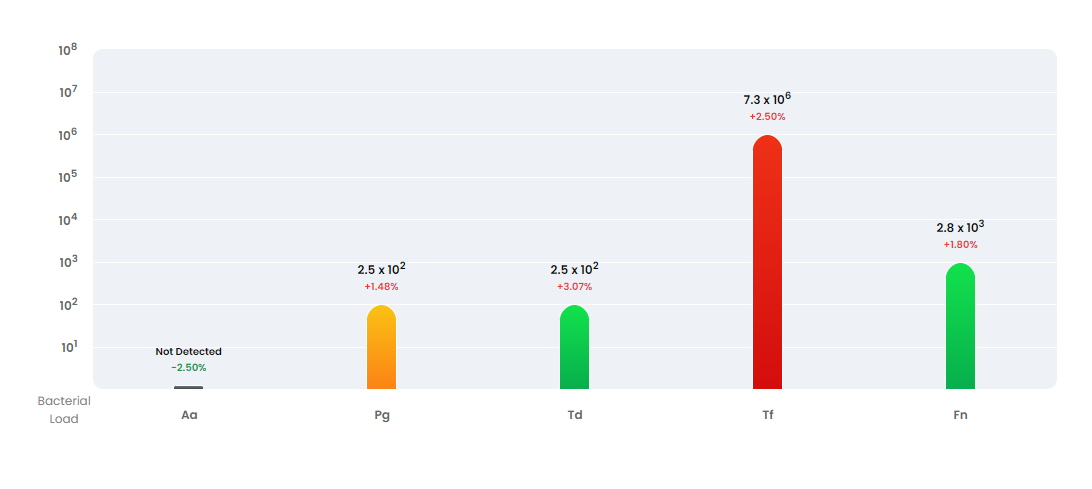 10⁸
10⁷
10⁶
10⁵
10⁴
10³
10²
10¹
Not Detected
-2.50%
2.5 x 10²
+1.48%
2.5 x 10²
+3.07%
7.3 x 10⁶
+2.50%
2.8 x 10³
+1.80%
Bacterial
Load
Aa
Pg
Td
Tf
Fn